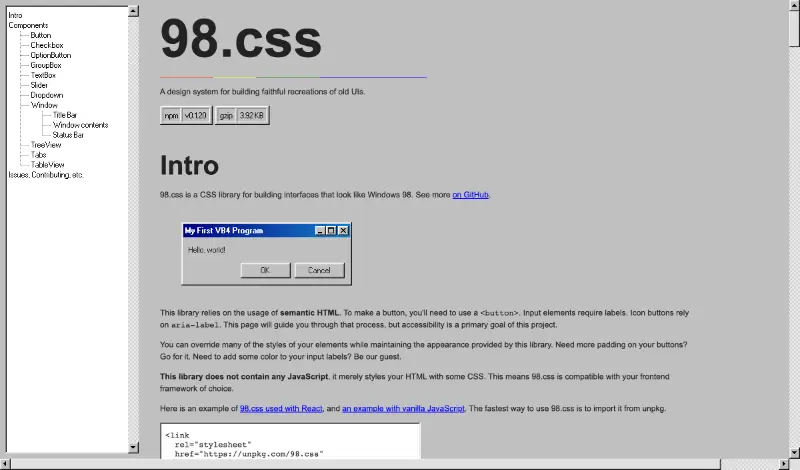 Intro
Components
Button
Checkbox
OptionButton
GroupBox
TextBox
Slider
Dropdown
Window
Title Bar
Window contents
Status Bar
TreeView
Tabs
TableView
Issues, Contributing, etc.
98.css
A design system for building faithful recreations of old UIs.
npm v0.1.20 gzip 3.92 KB
Intro
98.css is a CSS library for building interfaces that look like Windows 98. See more on GitHub.
My First VB4 Program
Hello, world!
OK Cancel
This library relies on the usage of semantic HTML. To make a button, you'll need to use a <button>. Input elements require labels. Icon buttons rely
on aria-label. This page will guide you through that process, but accessibility is a primary goal of this project.
You can override many of the styles of your elements while maintaining the appearance provided by this library. Need more padding on your buttons?
Go for it. Need to add some color to your input labels? Be our guest.
This library does not contain any JavaScript, it merely styles your HTML with some CSS. This means 98.css is compatible with your frontend
framework of choice.
Here is an example of 98.css used with React, and an example with vanilla JavaScript. The fastest way to use 98.css is to import it from unpkg.
<link
rel="stylesheet"
href="https://unpkg.com/98.css"